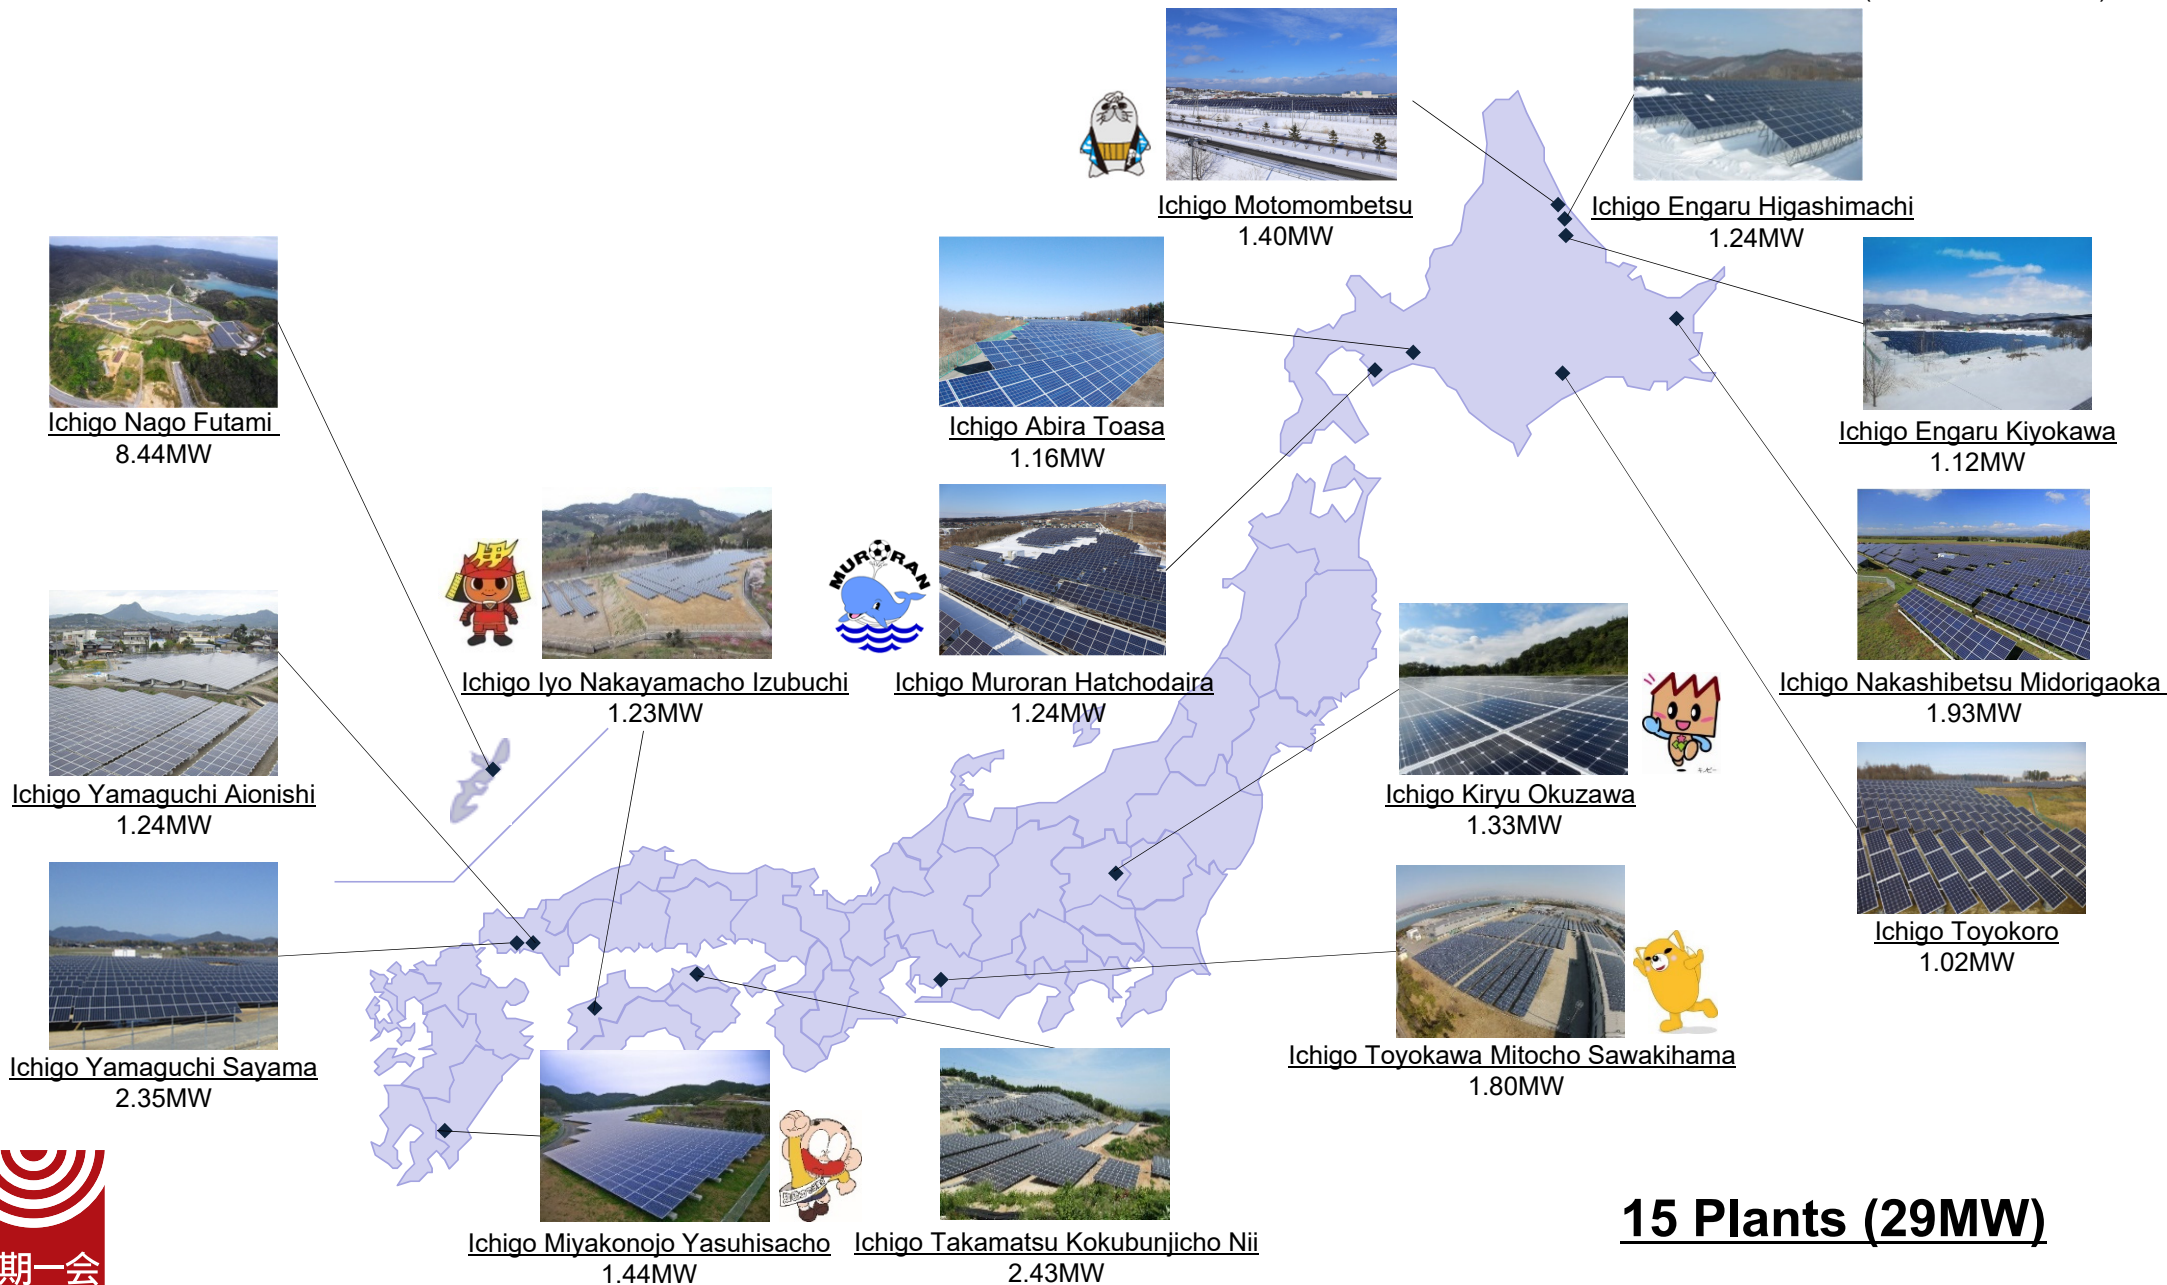 Ichigo Motomombetsu
1.40MW
Ichigo Engaru Higashimachi
1.24MW
Ichigo Nago Futami
8.44MW
Ichigo Abira Toasa
1.16MW
Ichigo Engaru Kiyokawa
1.12MW
MURORAN
Ichigo Iyo Nakayamacho Izubuchi
1.23MW
Ichigo Muroran Hatchodaira
1.24MW
Ichigo Nakashibetsu Midorigaoka
1.93MW
Ichigo Yamaguchi Aionishi
1.24MW
Ichigo Kiryu Okuzawa
1.33MW
Ichigo Toyokoro
1.02MW
Ichigo Yamaguchi Sayama
2.35MW
Ichigo Toyokawa Mitocho Sawakihama
1.80MW
Ichigo Miyakonojo Yasuhisacho
1.44MW
Ichigo Takamatsu Kokubunjicho Nii
2.43MW
15 Plants (29MW)
期一会